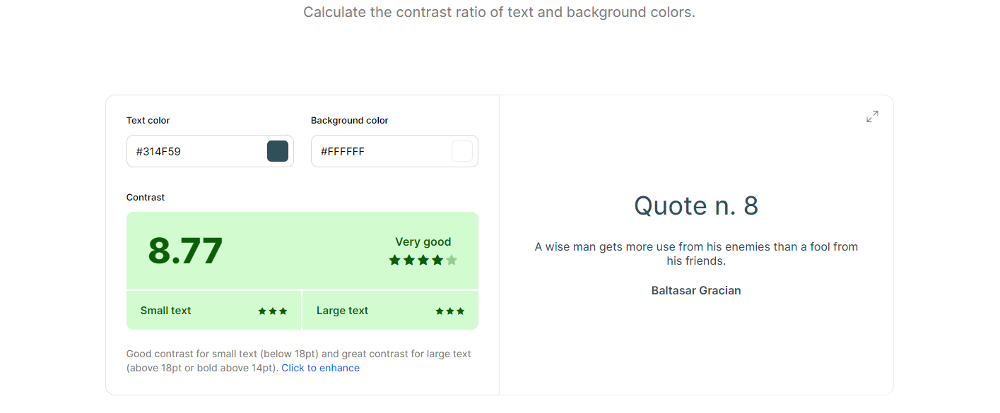 Calculate the contrast ratio of text and background colors.
Text color
Background color
#314F59
#FFFFFF
Contrast
8.77
Very good
Small text
Large text
Good contrast for small text (below 18pt) and great contrast for large text
(above 18pt or bold above 14pt). Click to enhance
Quote n. 8
A wise man gets more use from his enemies than a fool from
his friends.
Baltasar Gracian